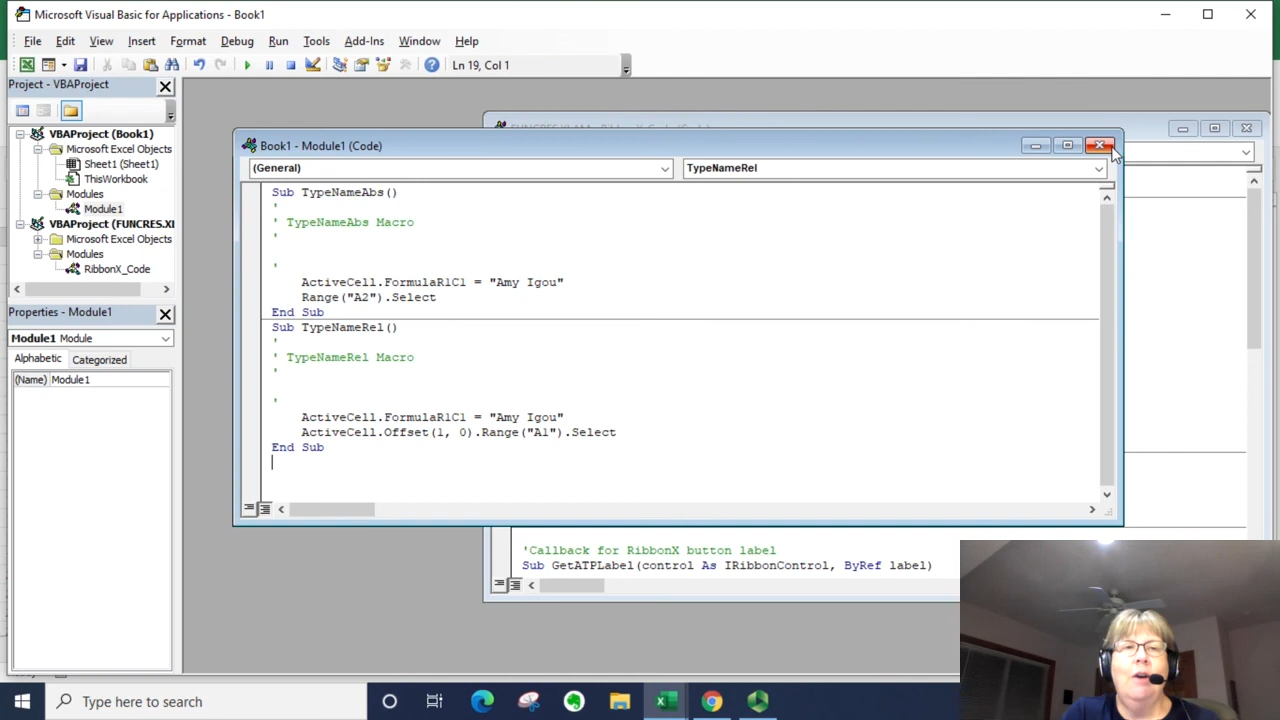 Microsoft Visual Basic for Applications - Book1
File Edit View Insert Format Debug Run Tools Add-Ins Window Help
Ln 19, Col 1
Project - VBAProject
VBAProject (Book1)
Microsoft Excel Objects
Sheet1 (Sheet1)
ThisWorkbook
Modules
Module1
VBAProject (FUNCRES.XL
Microsoft Excel Objects
Modules
RibbonX_Code
Properties - Module1
Module1 Module
Alphabetic Categorized
(Name) Module1
Book1 - Module1 (Code)
(General) TypeNameRel
Sub TypeNameAbs()
'
' TypeNameAbs Macro
'
'
ActiveCell.FormulaR1C1 = "Amy Igou"
Range("A2").Select
End Sub
Sub TypeNameRel()
'
' TypeNameRel Macro
'
'
ActiveCell.FormulaR1C1 = "Amy Igou"
ActiveCell.Offset(1, 0).Range("A1").Select
End Sub
'Callback for RibbonX button label
Sub GetATPLabel(control As IRibbonControl, ByRef label)
Type here to search